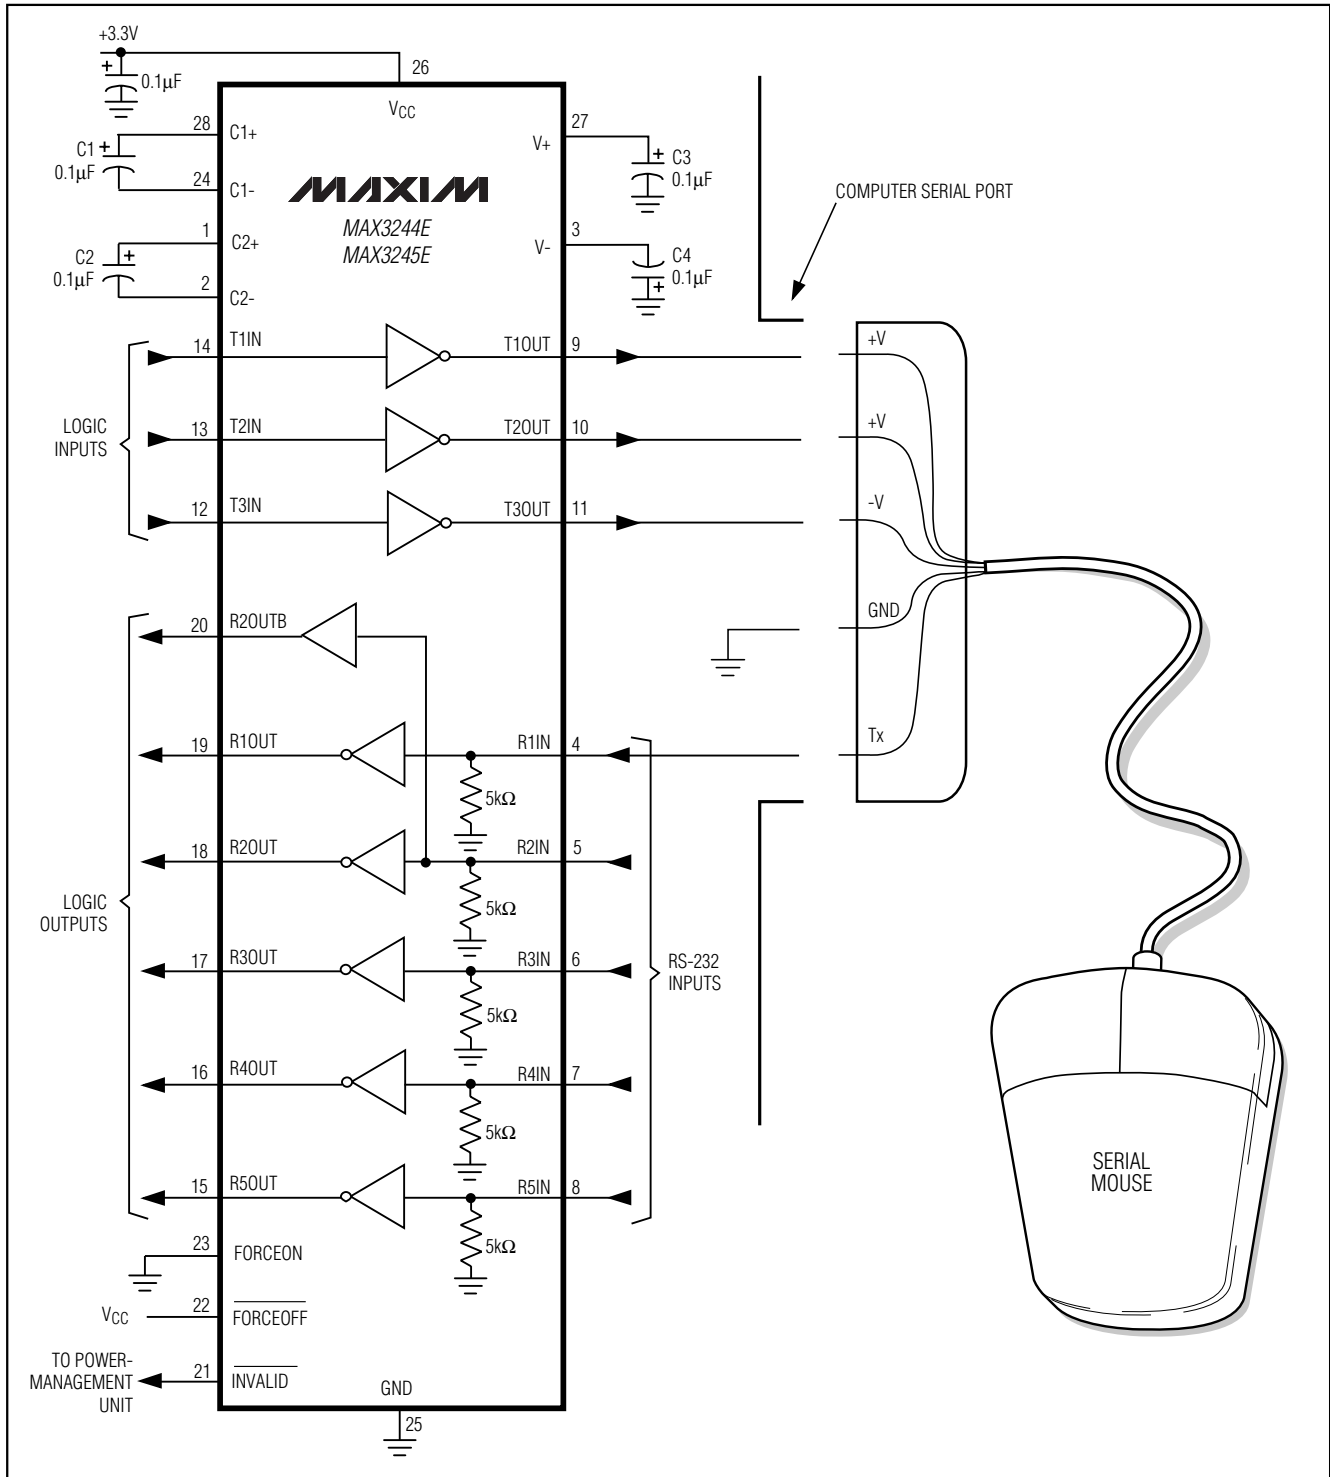 +3.3V
0.1µF
26
VCC
28
C1+
C1
0.1µF
24
C1-
1
C2+
C2
0.1µF
2
C2-
MAXIM
MAX3244E
MAX3245E
27
V+
C3
0.1µF
3
V-
C4
0.1µF
COMPUTER SERIAL PORT
LOGIC
INPUTS
14
T1IN
T1OUT
9
13
T2IN
T2OUT
10
12
T3IN
T3OUT
11
+V
+V
-V
GND
Tx
20
R2OUTB
19
R1OUT
R1IN
4
5kΩ
18
R2OUT
R2IN
5
5kΩ
LOGIC
OUTPUTS
17
R3OUT
R3IN
6
5kΩ
RS-232
INPUTS
16
R4OUT
R4IN
7
5kΩ
15
R5OUT
R5IN
8
5kΩ
23
FORCEON
VCC
22
FORCEOFF
TO POWER-
MANAGEMENT
UNIT
21
INVALID
GND
25
SERIAL
MOUSE